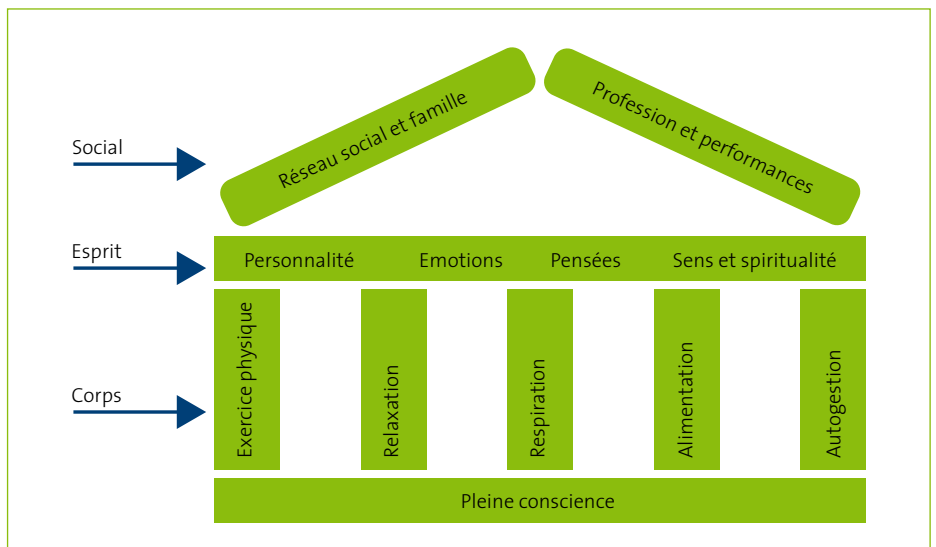 Réseau social et famille
Profession et performances
Social
Esprit
Personnalité Emotions Pensées Sens et spiritualité
Corps
Exercice physique
Relaxation
Respiration
Alimentation
Autogestion
Pleine conscience